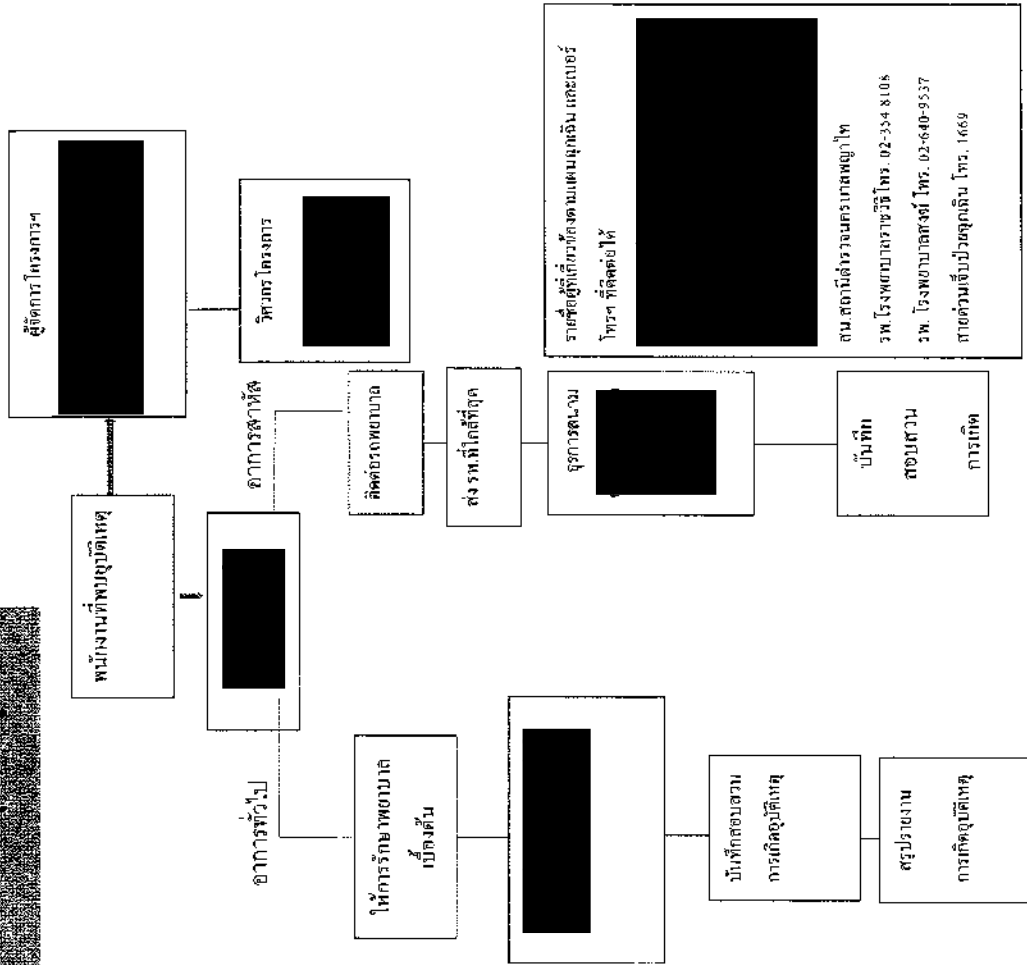 ผู้จัดการโครงการฯ
พนักงานที่พบอุบัติเหตุ
วิศวกรโครงการ
อาการทั่วไป
อาการสาหัส
ให้การรักษาพยาบาล
เบื้องต้น
ติดต่อรถพยาบาล
ส่ง รพ.ที่ใกล้ที่สุด
ธุรการสนาม
บันทึกสอบสวน
การเกิดอุบัติเหตุ
สรุปรายงาน
การเกิดอุบัติเหตุ
บันทึก
สอบสวน
การเกิด
รายชื่อผู้ที่เกี่ยวข้องตามแผนฉุกเฉิน และเบอร์
โทรฯ ที่ติดต่อได้
สน.สถานีตำรวจนครบาลพญาไท
รพ.โรงพยาบาลราชวิถี โทร. 02-354 8108
รพ. โรงพยาบาลสงฆ์ โทร. 02-640-9537
สายด่วนเจ็บป่วยฉุกเฉิน โทร. 1669